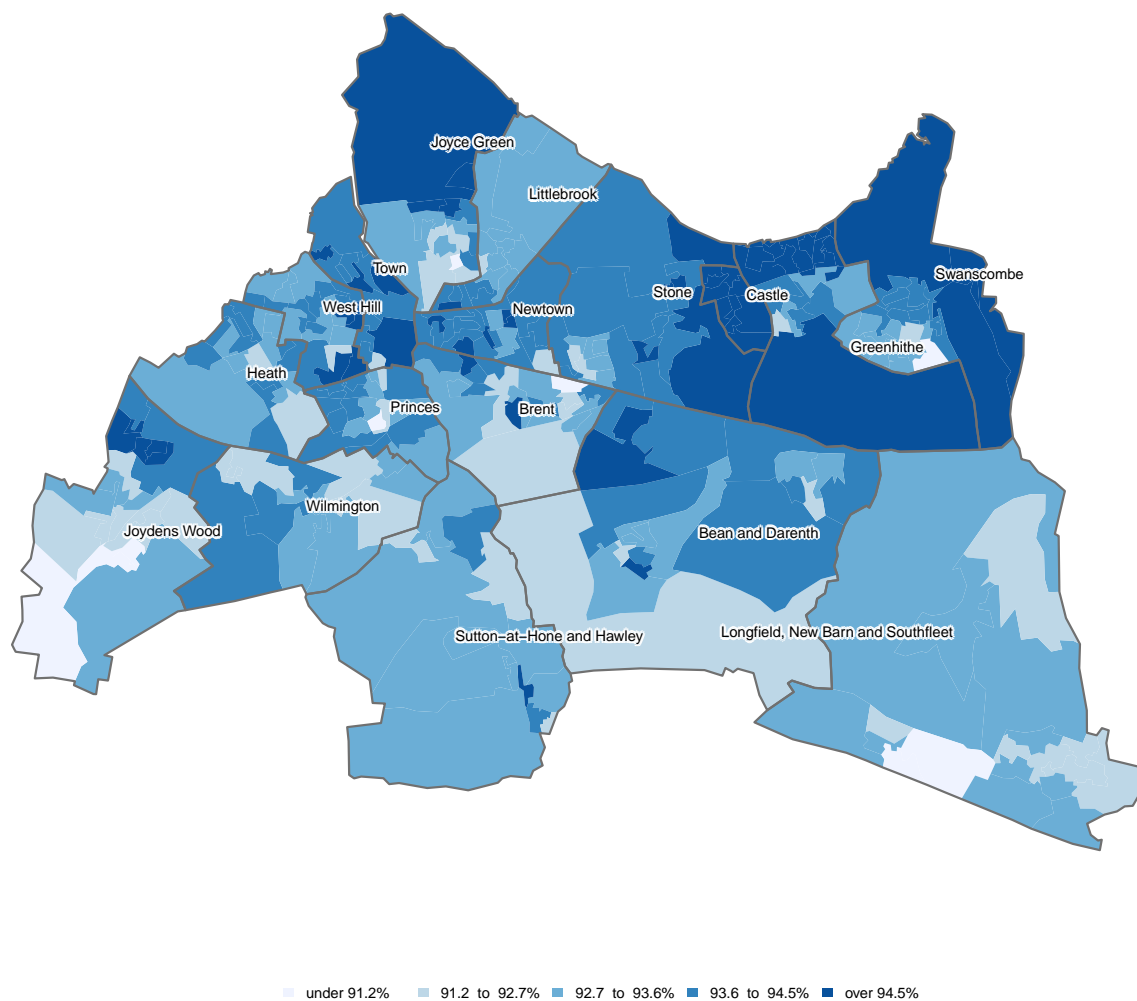 Joyce Green
Littlebrook
Town
Swanscombe
Stone
Castle
West Hill
Newtown
Greenhithe
Heath
Princes
Brent
Wilmington
Joydens Wood
Bean and Darenth
Sutton−at−Hone and Hawley
Longfield, New Barn and Southfleet
under 91.2% 91.2 to 92.7% 92.7 to 93.6% 93.6 to 94.5% over 94.5%